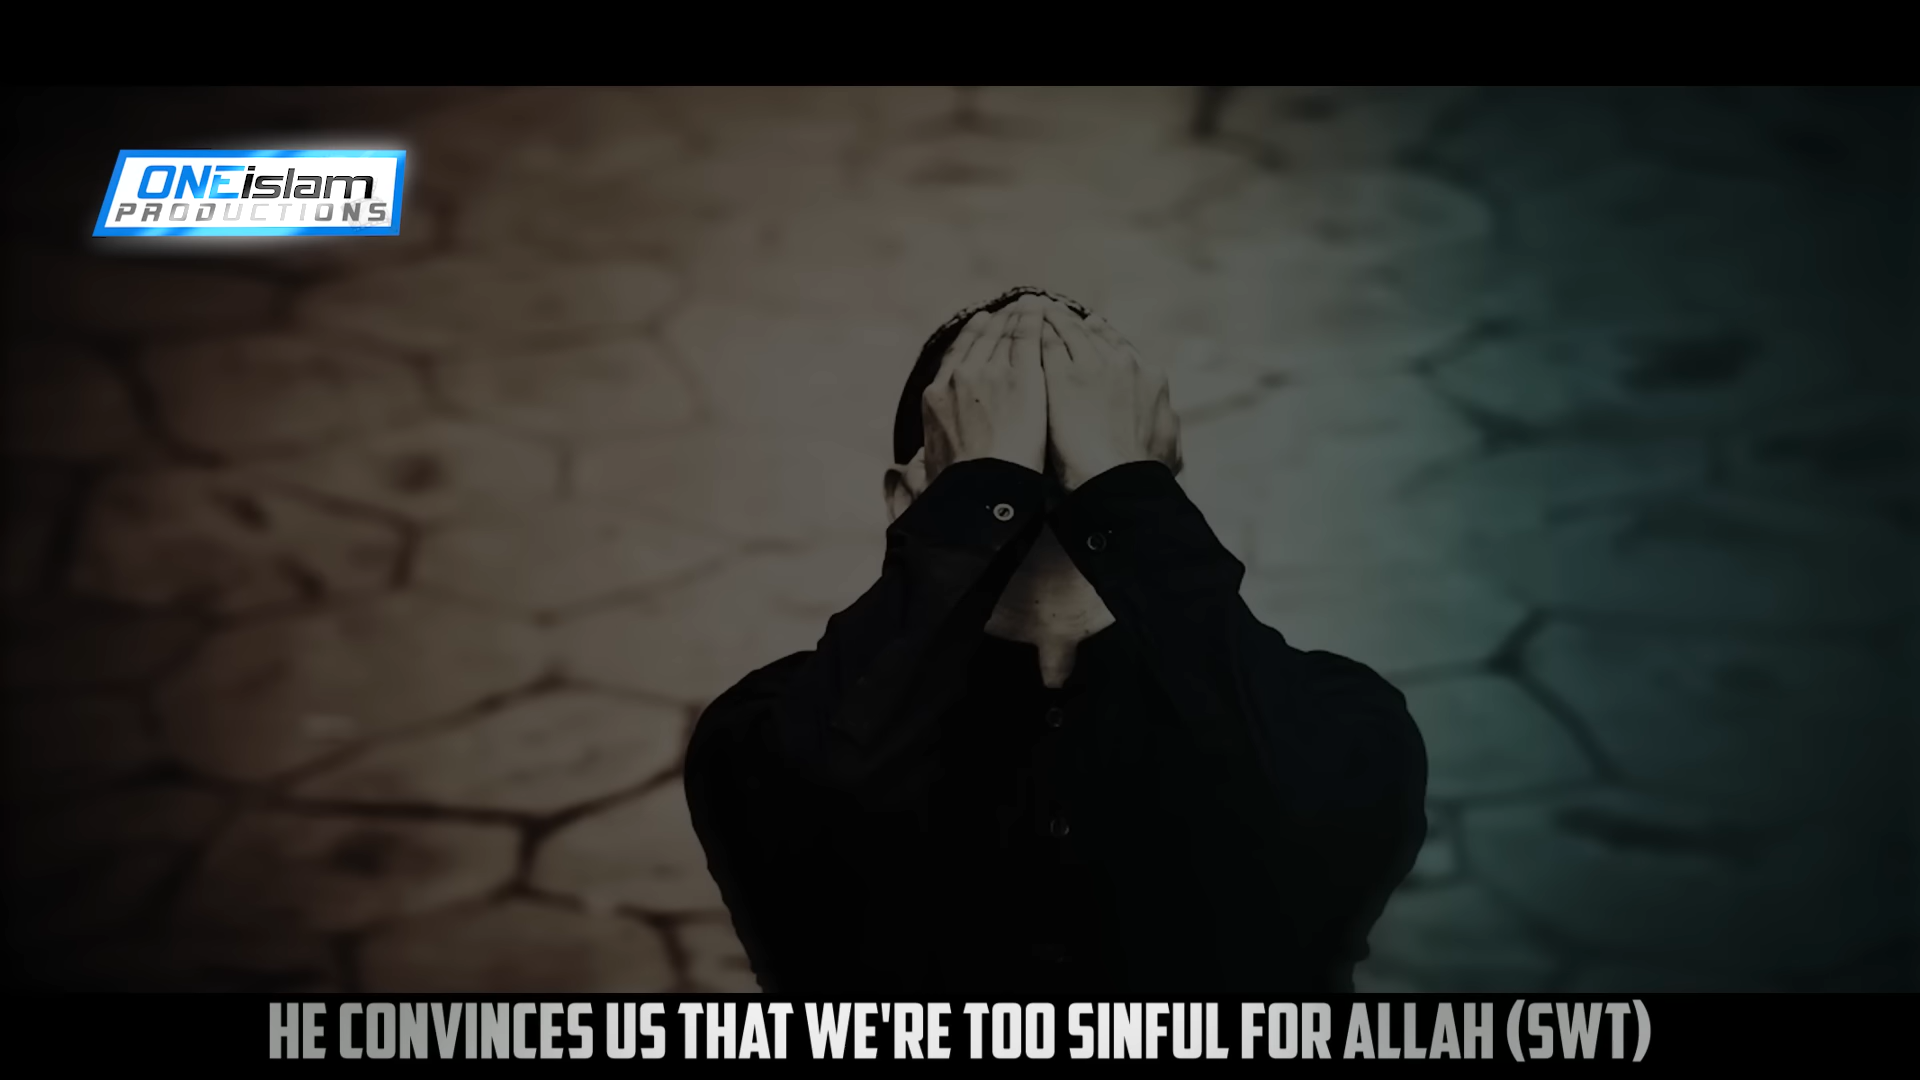 ONEislam
PRODUCTIONS
HE CONVINCES US THAT WE'RE TOO SINFUL FOR ALLAH (SWT)